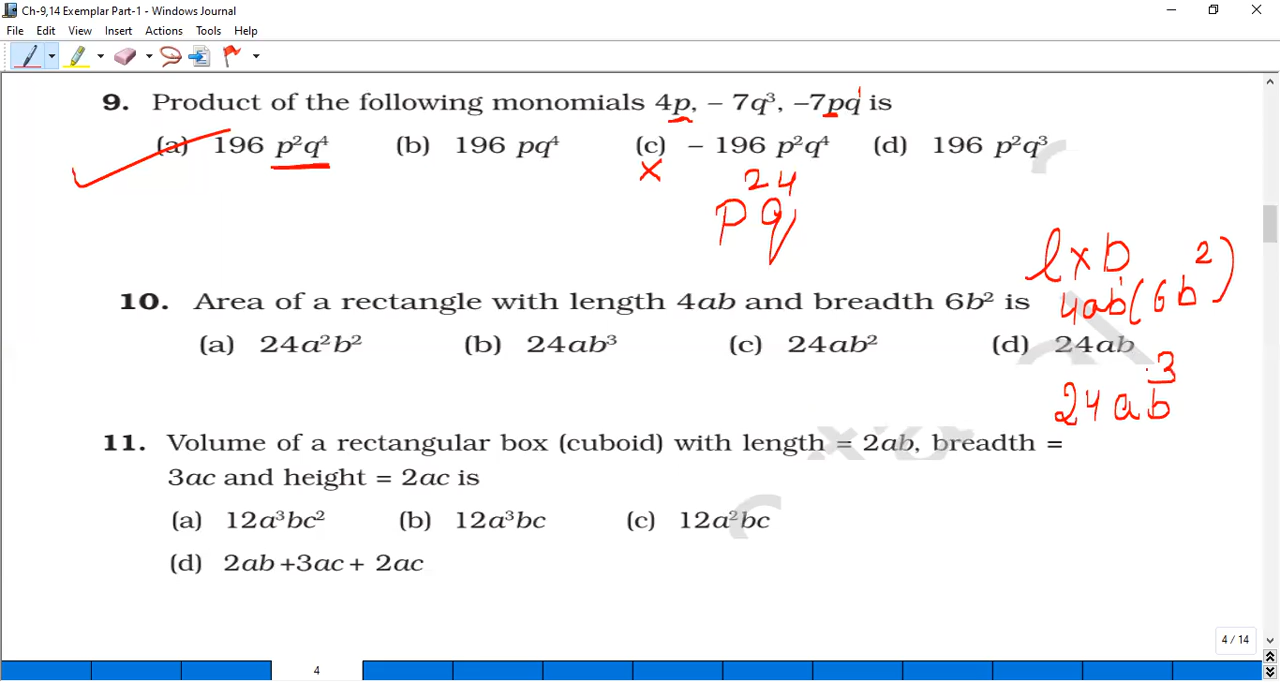 Ch-9,14 Exemplar Part-1 - Windows Journal
File Edit View Insert Actions Tools Help
9. Product of the following monomials 4p, – 7q³, –7pq¹ is
(a) 196 p²q⁴ (b) 196 pq⁴ (c) – 196 p²q⁴ (d) 196 p²q³
x
p²q⁴
l x b
10. Area of a rectangle with length 4ab and breadth 6b² is 4ab¹(6b²)
(a) 24a²b² (b) 24ab³ (c) 24ab² (d) 24ab
24ab³
11. Volume of a rectangular box (cuboid) with length = 2ab, breadth =
3ac and height = 2ac is
(a) 12a³bc² (b) 12a³bc (c) 12a²bc
(d) 2ab +3ac + 2ac
4 / 14
4